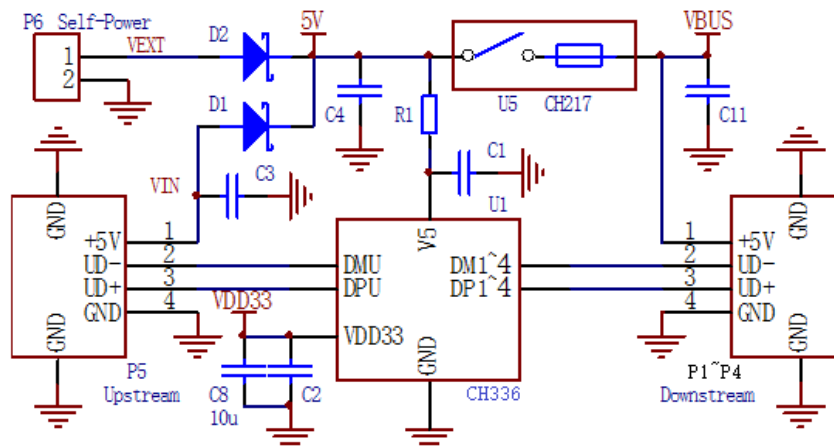 P6 Self-Power
VEXT
1
2
D2
5V
VBUS
D1
C4
R1
U5
CH217
C11
VIN
C3
C1
U1
GND
+5V
UD-
UD+
GND
GND
1
2
3
4
V5
DMU
DPU
VDD33
GND
DM1~4
DP1~4
1
2
3
4
GND
+5V
UD-
UD+
GND
GND
VDD33
P5
Upstream
C8
10u
C2
CH336
P1~P4
Downstream